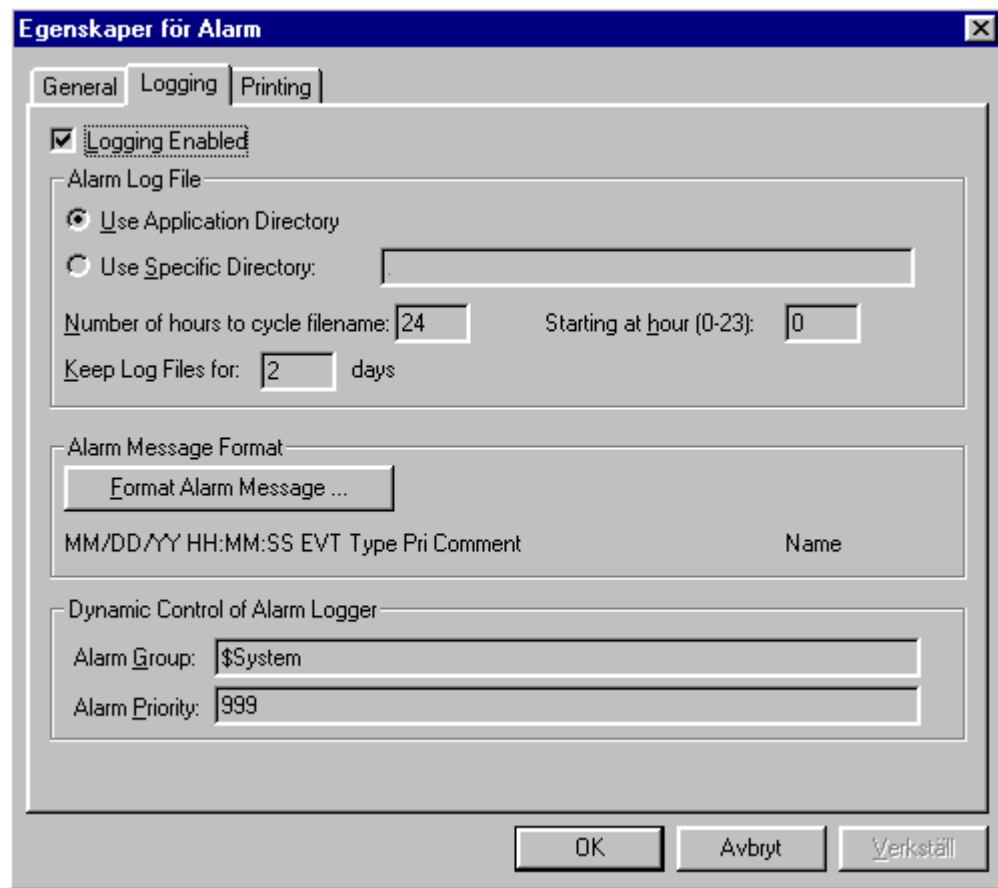 Egenskaper för Alarm
General Logging Printing
Logging Enabled
Alarm Log File
Use Application Directory
Use Specific Directory: .
Number of hours to cycle filename: 24 Starting at hour (0-23): 0
Keep Log Files for: 2 days
Alarm Message Format
Format Alarm Message ...
MM/DD/YY HH:MM:SS EVT Type Pri Comment Name
Dynamic Control of Alarm Logger
Alarm Group: $System
Alarm Priority: 999
OK Avbryt Verkställ